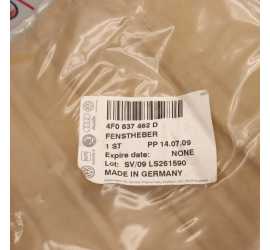 4F0 837 462 D
FENSTHEBER
1 ST PP 14.07.09
Expire date: NONE
Lot: SV/09 LS261590
MADE IN GERMANY